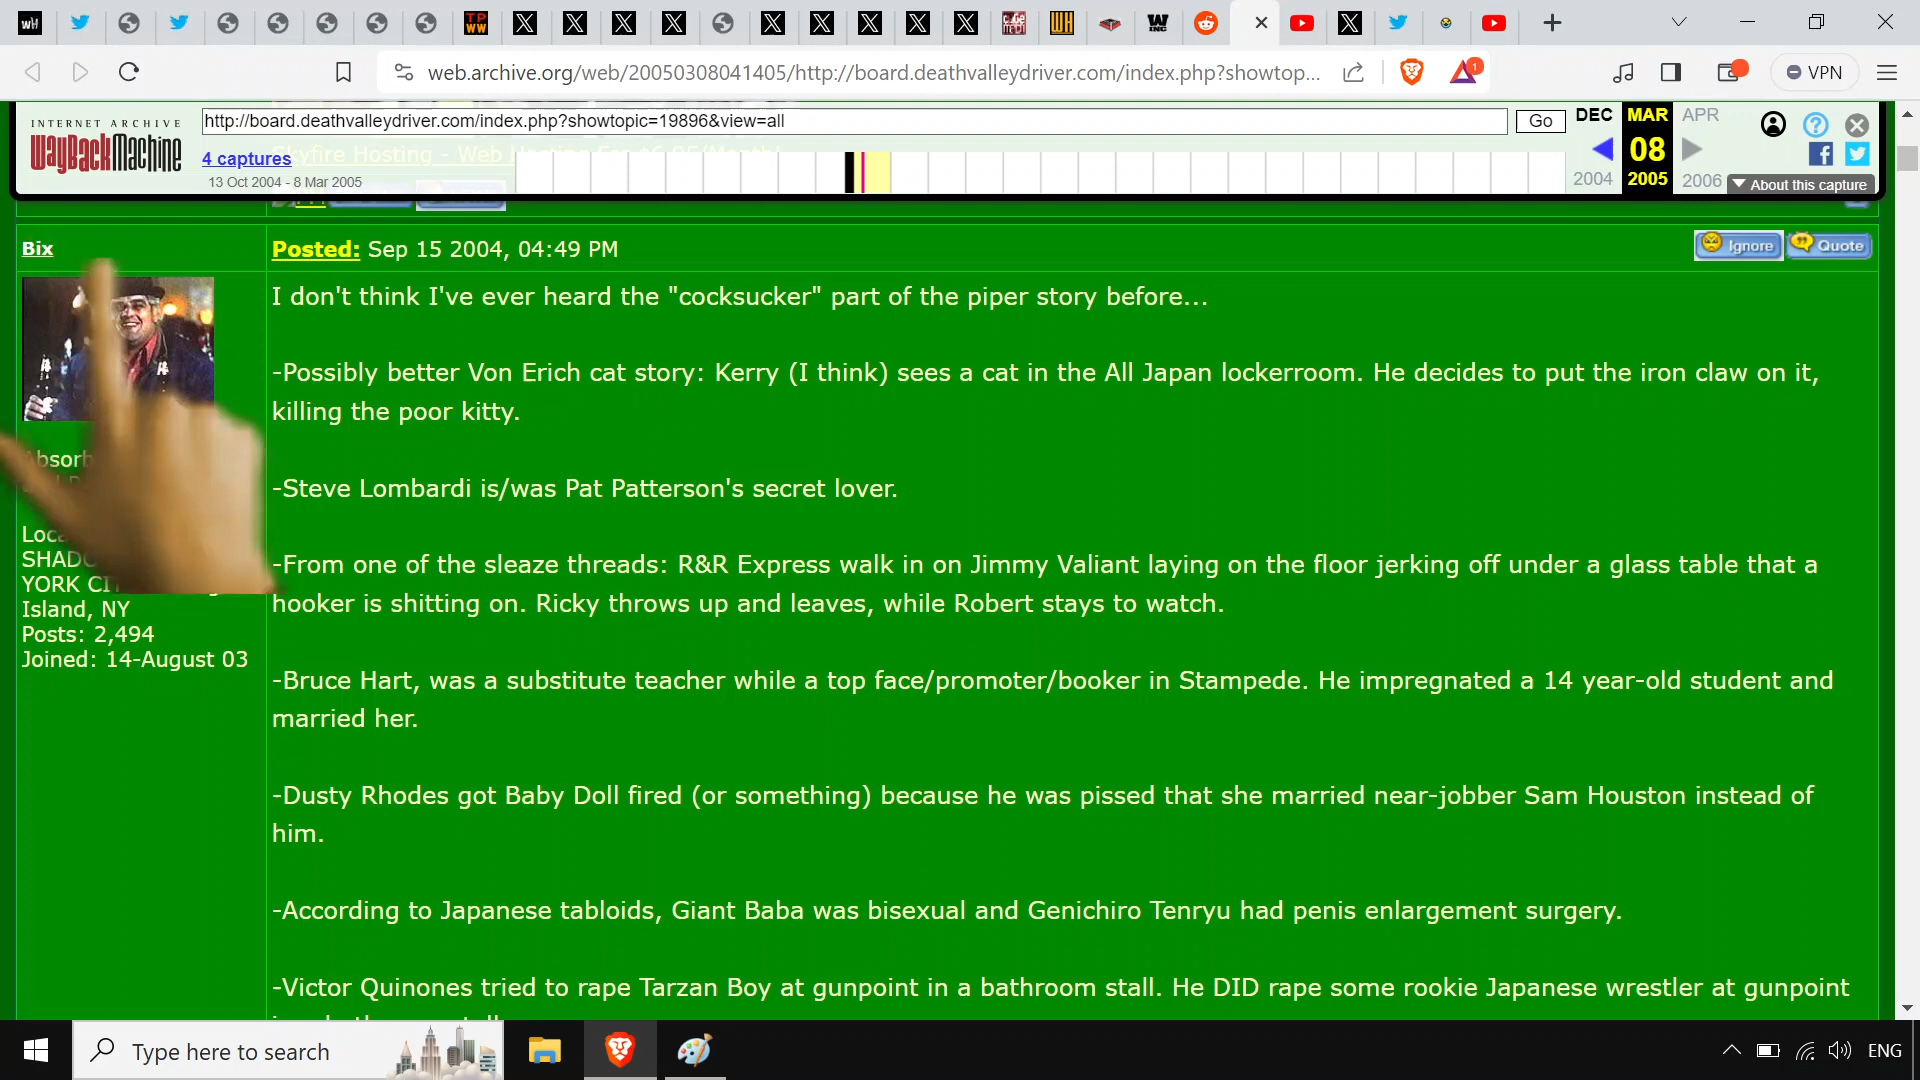 web.archive.org/web/20050308041405/http://board.deathvalleydriver.com/index.php?showtop...
VPN
INTERNET ARCHIVE
WayBackMachine
http://board.deathvalleydriver.com/index.php?showtopic=19896&view=all
Go
DEC
MAR
APR
4 captures
08
13 Oct 2004 - 8 Mar 2005
2004
2005
2006
About this capture
Bix
Posted: Sep 15 2004, 04:49 PM
Ignore
Quote
I don't think I've ever heard the "cocksucker" part of the piper story before...
-Possibly better Von Erich cat story: Kerry (I think) sees a cat in the All Japan lockerroom. He decides to put the iron claw on it,
killing the poor kitty.
-Steve Lombardi is/was Pat Patterson's secret lover.
-From one of the sleaze threads: R&R Express walk in on Jimmy Valiant laying on the floor jerking off under a glass table that a
hooker is shitting on. Ricky throws up and leaves, while Robert stays to watch.
-Bruce Hart, was a substitute teacher while a top face/promoter/booker in Stampede. He impregnated a 14 year-old student and
married her.
-Dusty Rhodes got Baby Doll fired (or something) because he was pissed that she married near-jobber Sam Houston instead of
him.
-According to Japanese tabloids, Giant Baba was bisexual and Genichiro Tenryu had penis enlargement surgery.
-Victor Quinones tried to rape Tarzan Boy at gunpoint in a bathroom stall. He DID rape some rookie Japanese wrestler at gunpoint
YORK
Island, NY
Posts: 2,494
Joined: 14-August 03
Type here to search
ENG